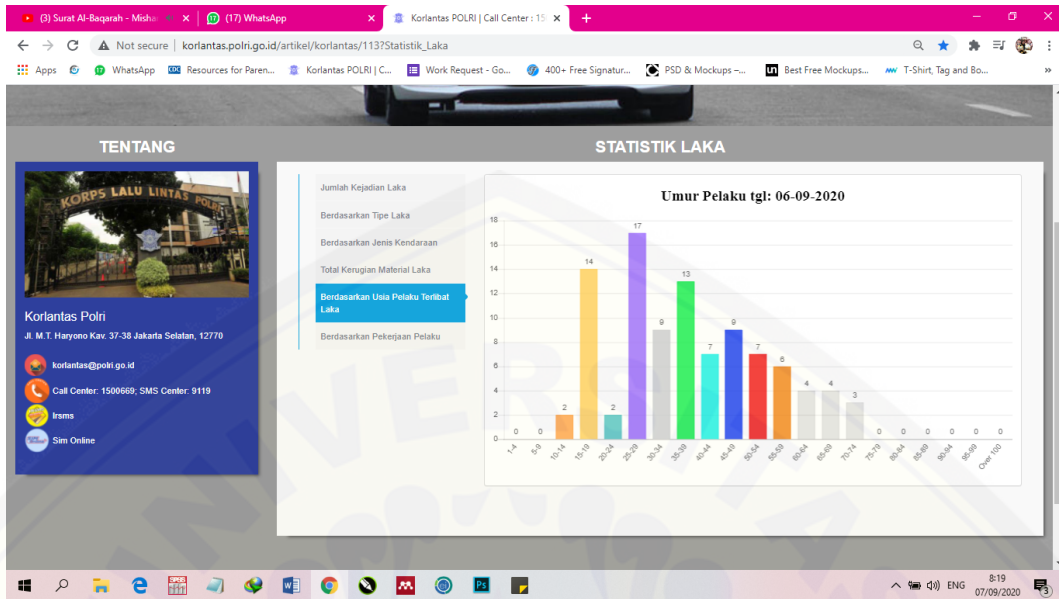 (3) Surat Al-Baqarah - Misha
(17) WhatsApp
Korlantas POLRI | Call Center : 15
Not secure | korlantas.polri.go.id/artikel/korlantas/113?Statistik_Laka
Apps
WhatsApp
Resources for Paren...
Korlantas POLRI | C...
Work Request - Go...
400+ Free Signatur...
PSD & Mockups –...
Best Free Mockups...
T-Shirt, Tag and Bo...
»
TENTANG
KORPS LALU LINTAS POLRI
Korlantas Polri
Jl. M.T. Haryono Kav. 37-38 Jakarta Selatan, 12770
korlantas@polri.go.id
Call Center: 1500669; SMS Center: 9119
Irsms
Sim Online
STATISTIK LAKA
Jumlah Kejadian Laka
Berdasarkan Tipe Laka
Berdasarkan Jenis Kendaraan
Total Kerugian Material Laka
Berdasarkan Usia Pelaku Terlibat
Laka
Berdasarkan Pekerjaan Pelaku
Umur Pelaku tgl: 06-09-2020
18
16
14
12
10
8
6
4
2
0
0 0 2 14 2 17 9 13 7 9 7 6 4 4 3 0 0 0 0 0 0
1-4 5-9 10-14 15-19 20-24 25-29 30-34 35-39 40-44 45-49 50-54 55-59 60-64 65-69 70-74 75-79 80-84 85-89 90-94 95-99 Over 100
ENG
8:19
07/09/2020
3